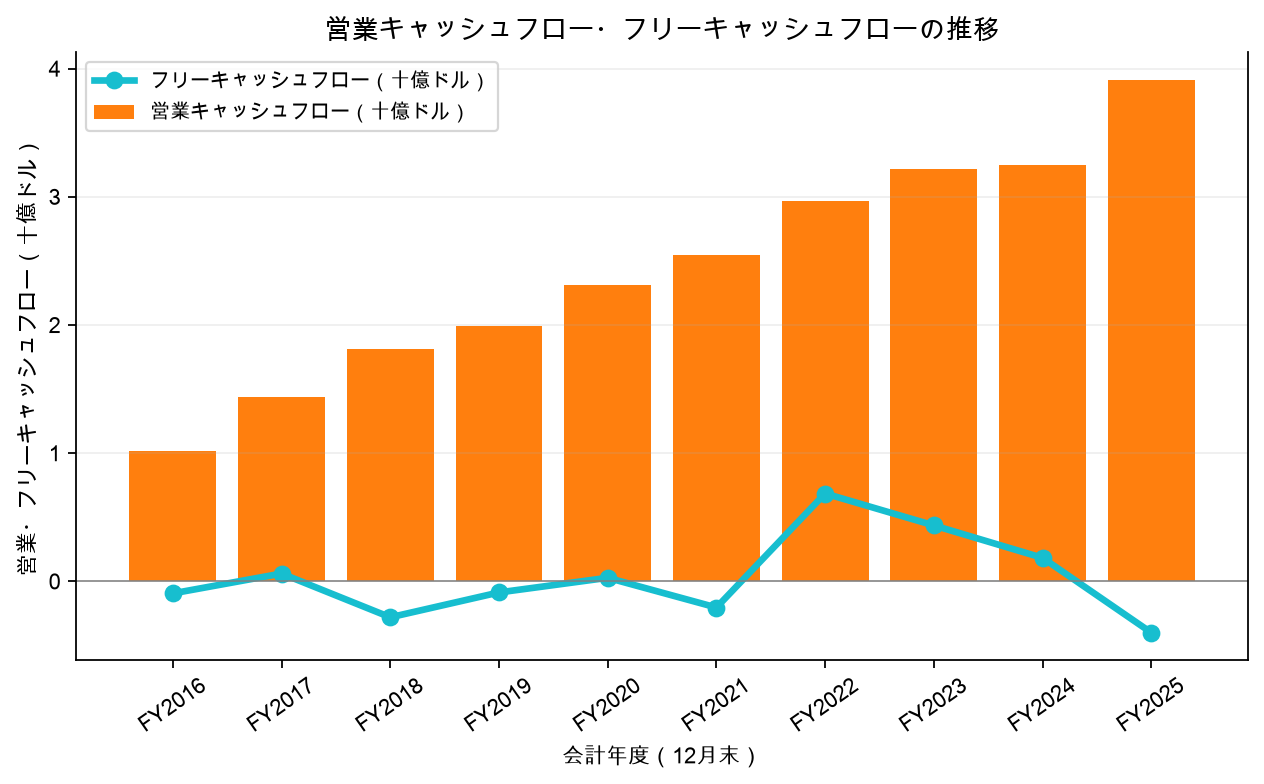 営業キャッシュフロー・フリーキャッシュフローの推移
フリーキャッシュフロー(十億ドル)
営業キャッシュフロー(十億ドル)
営業・フリーキャッシュフロー(十億ドル)
4
3
2
1
0
FY2016
FY2017
FY2018
FY2019
FY2020
FY2021
FY2022
FY2023
FY2024
FY2025
会計年度(12月末)